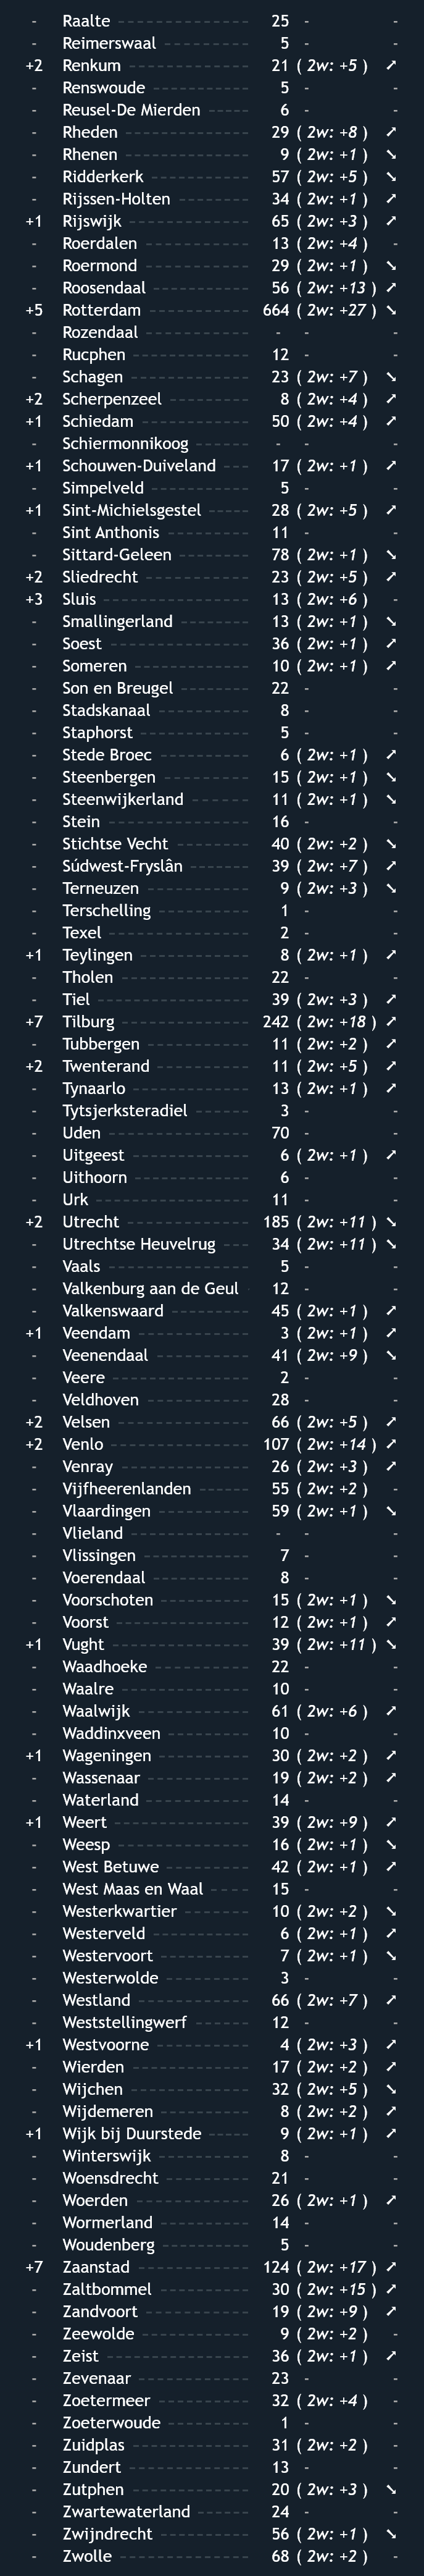 - Raalte 25 - -
- Reimerswaal 5 - -
+2 Renkum 21 ( 2w: +5 ) ↗
- Renswoude 5 - -
- Reusel-De Mierden 6 - -
- Rheden 29 ( 2w: +8 ) ↗
- Rhenen 9 ( 2w: +1 ) ↘
- Ridderkerk 57 ( 2w: +5 ) ↘
- Rijssen-Holten 34 ( 2w: +1 ) ↗
+1 Rijswijk 65 ( 2w: +3 ) ↗
- Roerdalen 13 ( 2w: +4 ) -
- Roermond 29 ( 2w: +1 ) ↘
- Roosendaal 56 ( 2w: +13 ) ↗
+5 Rotterdam 664 ( 2w: +27 ) ↘
- Rozendaal - - -
- Rucphen 12 - -
- Schagen 23 ( 2w: +7 ) ↘
+2 Scherpenzeel 8 ( 2w: +4 ) ↗
+1 Schiedam 50 ( 2w: +4 ) ↗
- Schiermonnikoog - - -
+1 Schouwen-Duiveland 17 ( 2w: +1 ) ↗
- Simpelveld 5 - -
+1 Sint-Michielsgestel 28 ( 2w: +5 ) ↗
- Sint Anthonis 11 - -
- Sittard-Geleen 78 ( 2w: +1 ) ↘
+2 Sliedrecht 23 ( 2w: +5 ) ↗
+3 Sluis 13 ( 2w: +6 ) -
- Smallingerland 13 ( 2w: +1 ) ↘
- Soest 36 ( 2w: +1 ) ↗
- Someren 10 ( 2w: +1 ) ↗
- Son en Breugel 22 - -
- Stadskanaal 8 - -
- Staphorst 5 - -
- Stede Broec 6 ( 2w: +1 ) ↗
- Steenbergen 15 ( 2w: +1 ) ↘
- Steenwijkerland 11 ( 2w: +1 ) ↘
- Stein 16 - -
- Stichtse Vecht 40 ( 2w: +2 ) ↘
- Súdwest-Fryslân 39 ( 2w: +7 ) ↗
- Terneuzen 9 ( 2w: +3 ) ↘
- Terschelling 1 - -
- Texel 2 - -
+1 Teylingen 8 ( 2w: +1 ) ↗
- Tholen 22 - -
- Tiel 39 ( 2w: +3 ) ↗
+7 Tilburg 242 ( 2w: +18 ) ↗
- Tubbergen 11 ( 2w: +2 ) ↗
+2 Twenterand 11 ( 2w: +5 ) ↗
- Tynaarlo 13 ( 2w: +1 ) ↗
- Tytsjerksteradiel 3 - -
- Uden 70 - -
- Uitgeest 6 ( 2w: +1 ) ↗
- Uithoorn 6 - -
- Urk 11 - -
+2 Utrecht 185 ( 2w: +11 ) ↘
- Utrechtse Heuvelrug 34 ( 2w: +11 ) ↘
- Vaals 5 - -
- Valkenburg aan de Geul 12 - -
- Valkenswaard 45 ( 2w: +1 ) ↗
+1 Veendam 3 ( 2w: +1 ) ↗
- Veenendaal 41 ( 2w: +9 ) ↘
- Veere 2 - -
- Veldhoven 28 - -
+2 Velsen 66 ( 2w: +5 ) ↗
+2 Venlo 107 ( 2w: +14 ) ↗
- Venray 26 ( 2w: +3 ) ↗
- Vijfheerenlanden 55 ( 2w: +2 ) -
- Vlaardingen 59 ( 2w: +1 ) ↘
- Vlieland - - -
- Vlissingen 7 - -
- Voerendaal 8 - -
- Voorschoten 15 ( 2w: +1 ) ↘
- Voorst 12 ( 2w: +1 ) ↗
+1 Vught 39 ( 2w: +11 ) ↘
- Waadhoeke 22 - -
- Waalre 10 - -
- Waalwijk 61 ( 2w: +6 ) ↗
- Waddinxveen 10 - -
+1 Wageningen 30 ( 2w: +2 ) ↗
- Wassenaar 19 ( 2w: +2 ) ↗
- Waterland 14 - -
+1 Weert 39 ( 2w: +9 ) ↗
- Weesp 16 ( 2w: +1 ) ↘
- West Betuwe 42 ( 2w: +1 ) ↗
- West Maas en Waal 15 - -
- Westerkwartier 10 ( 2w: +2 ) ↘
- Westerveld 6 ( 2w: +1 ) ↗
- Westervoort 7 ( 2w: +1 ) ↘
- Westerwolde 3 - -
- Westland 66 ( 2w: +7 ) ↗
- Weststellingwerf 12 - -
+1 Westvoorne 4 ( 2w: +3 ) ↗
- Wierden 17 ( 2w: +2 ) ↗
- Wijchen 32 ( 2w: +5 ) ↘
- Wijdemeren 8 ( 2w: +2 ) ↗
+1 Wijk bij Duurstede 9 ( 2w: +1 ) ↗
- Winterswijk 8 - -
- Woensdrecht 21 - -
- Woerden 26 ( 2w: +1 ) ↗
- Wormerland 14 - -
- Woudenberg 5 - -
+7 Zaanstad 124 ( 2w: +17 ) ↗
- Zaltbommel 30 ( 2w: +15 ) ↗
- Zandvoort 19 ( 2w: +9 ) ↗
- Zeewolde 9 ( 2w: +2 ) -
- Zeist 36 ( 2w: +1 ) ↗
- Zevenaar 23 - -
- Zoetermeer 32 ( 2w: +4 ) -
- Zoeterwoude 1 - -
- Zuidplas 31 ( 2w: +2 ) -
- Zundert 13 - -
- Zutphen 20 ( 2w: +3 ) ↘
- Zwartewaterland 24 - -
- Zwijndrecht 56 ( 2w: +1 ) ↘
- Zwolle 68 ( 2w: +2 ) -